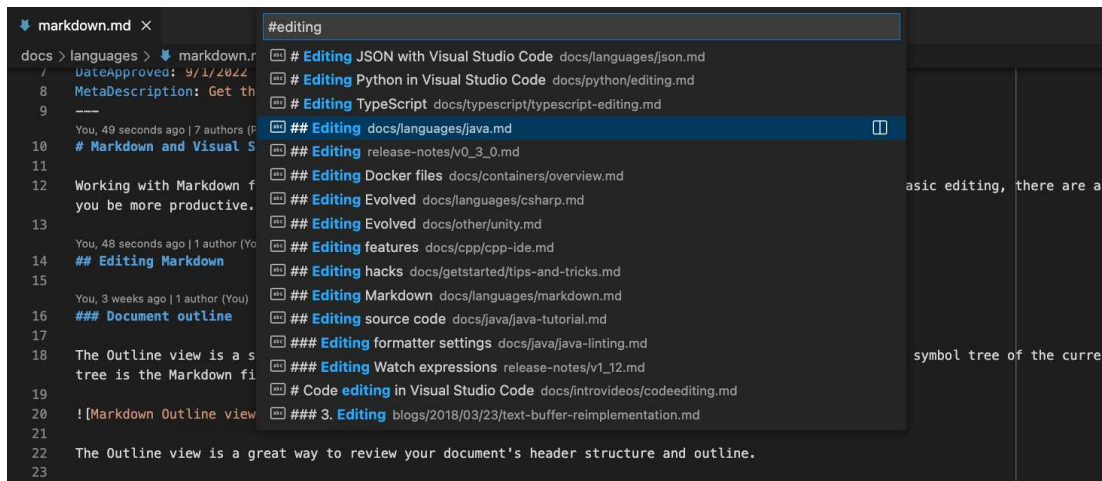 markdown.md ×
#editing
docs > languages > markdown.
# Editing JSON with Visual Studio Code docs/languages/json.md
7 DateApproved: 9/1/2022
# Editing Python in Visual Studio Code docs/python/editing.md
8 MetaDescription: Get th
# Editing TypeScript docs/typescript/typescript-editing.md
9 ---
You, 49 seconds ago | 7 authors (
## Editing docs/languages/java.md
10 # Markdown and Visual S
## Editing release-notes/v0_3_0.md
11
## Editing Docker files docs/containers/overview.md
12 Working with Markdown f
## Editing Evolved docs/languages/csharp.md
asic editing, there are a
you be more productive.
## Editing Evolved docs/other/unity.md
13
You, 48 seconds ago | 1 author (Yo
## Editing features docs/cpp/cpp-ide.md
14 ## Editing Markdown
## Editing hacks docs/getstarted/tips-and-tricks.md
15
You, 3 weeks ago | 1 author (You)
## Editing Markdown docs/languages/markdown.md
16 ### Document outline
## Editing source code docs/java/java-tutorial.md
17
### Editing formatter settings docs/java/java-linting.md
18 The Outline view is a s
symbol tree of the curre
### Editing Watch expressions release-notes/v1_12.md
tree is the Markdown fi
# Code editing in Visual Studio Code docs/introvideos/codeediting.md
19
20 ![Markdown Outline view
### 3. Editing blogs/2018/03/23/text-buffer-reimplementation.md
21
22 The Outline view is a great way to review your document's header structure and outline.
23